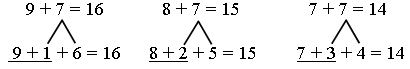 9 + 7 = 16
8 + 7 = 15
7 + 7 = 14
9 + 1 + 6 = 16
8 + 2 + 5 = 15
7 + 3 + 4 = 14